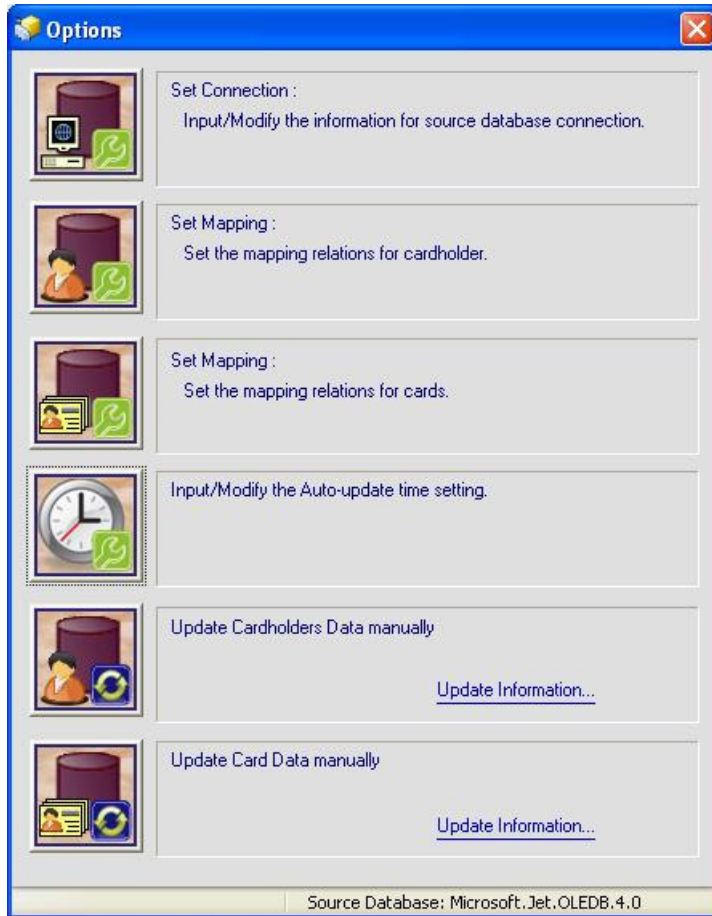 Options
Set Connection :
Input/Modify the information for source database connection.
Set Mapping :
Set the mapping relations for cardholder.
Set Mapping :
Set the mapping relations for cards.
Input/Modify the Auto-update time setting.
Update Cardholders Data manually
Update Information...
Update Card Data manually
Update Information...
Source Database: Microsoft.Jet.OLEDB.4.0